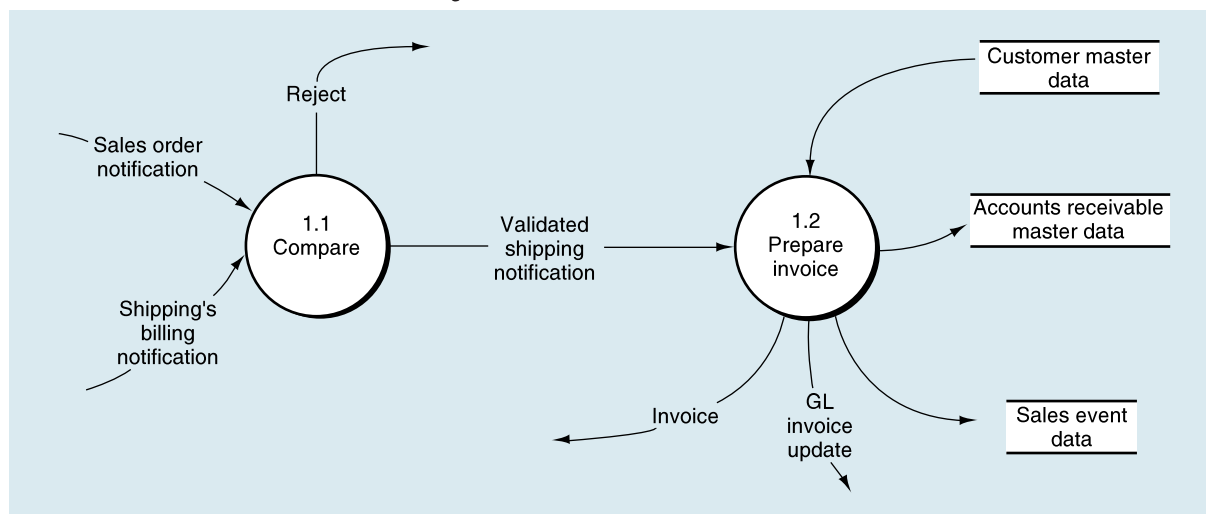 Reject
Sales order
notification
1.1
Compare
Shipping's
billing
notification
Validated
shipping
notification
1.2
Prepare
invoice
Customer master
data
Accounts receivable
master data
Invoice
GL
invoice
update
Sales event
data